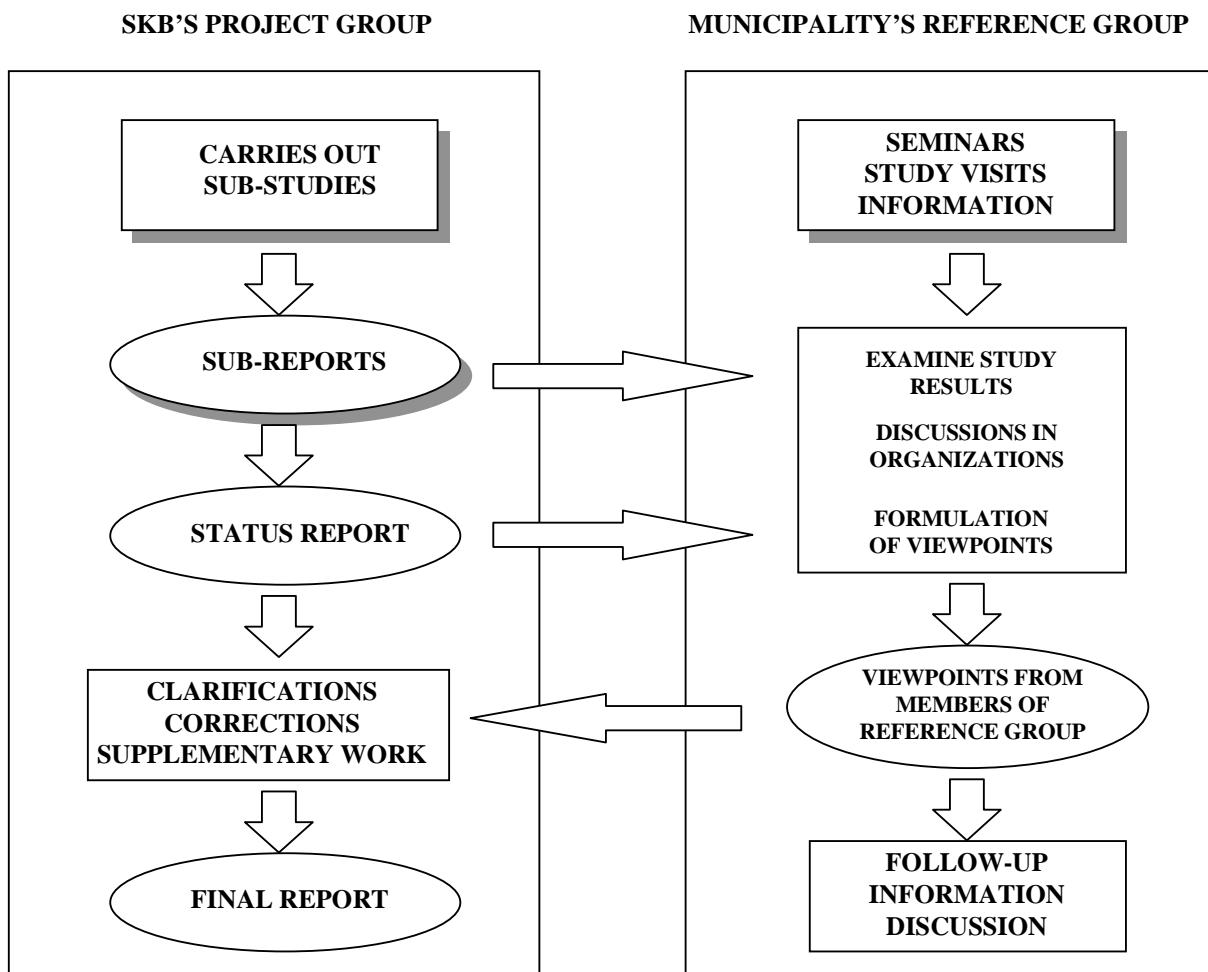 SKB'S PROJECT GROUP
MUNICIPALITY'S REFERENCE GROUP
CARRIES OUT
SUB-STUDIES
SUB-REPORTS
STATUS REPORT
CLARIFICATIONS
CORRECTIONS
SUPPLEMENTARY WORK
FINAL REPORT
SEMINARS
STUDY VISITS
INFORMATION
EXAMINE STUDY
RESULTS
DISCUSSIONS IN
ORGANIZATIONS
FORMULATION
OF VIEWPOINTS
VIEWPOINTS FROM
MEMBERS OF
REFERENCE GROUP
FOLLOW-UP
INFORMATION
DISCUSSION